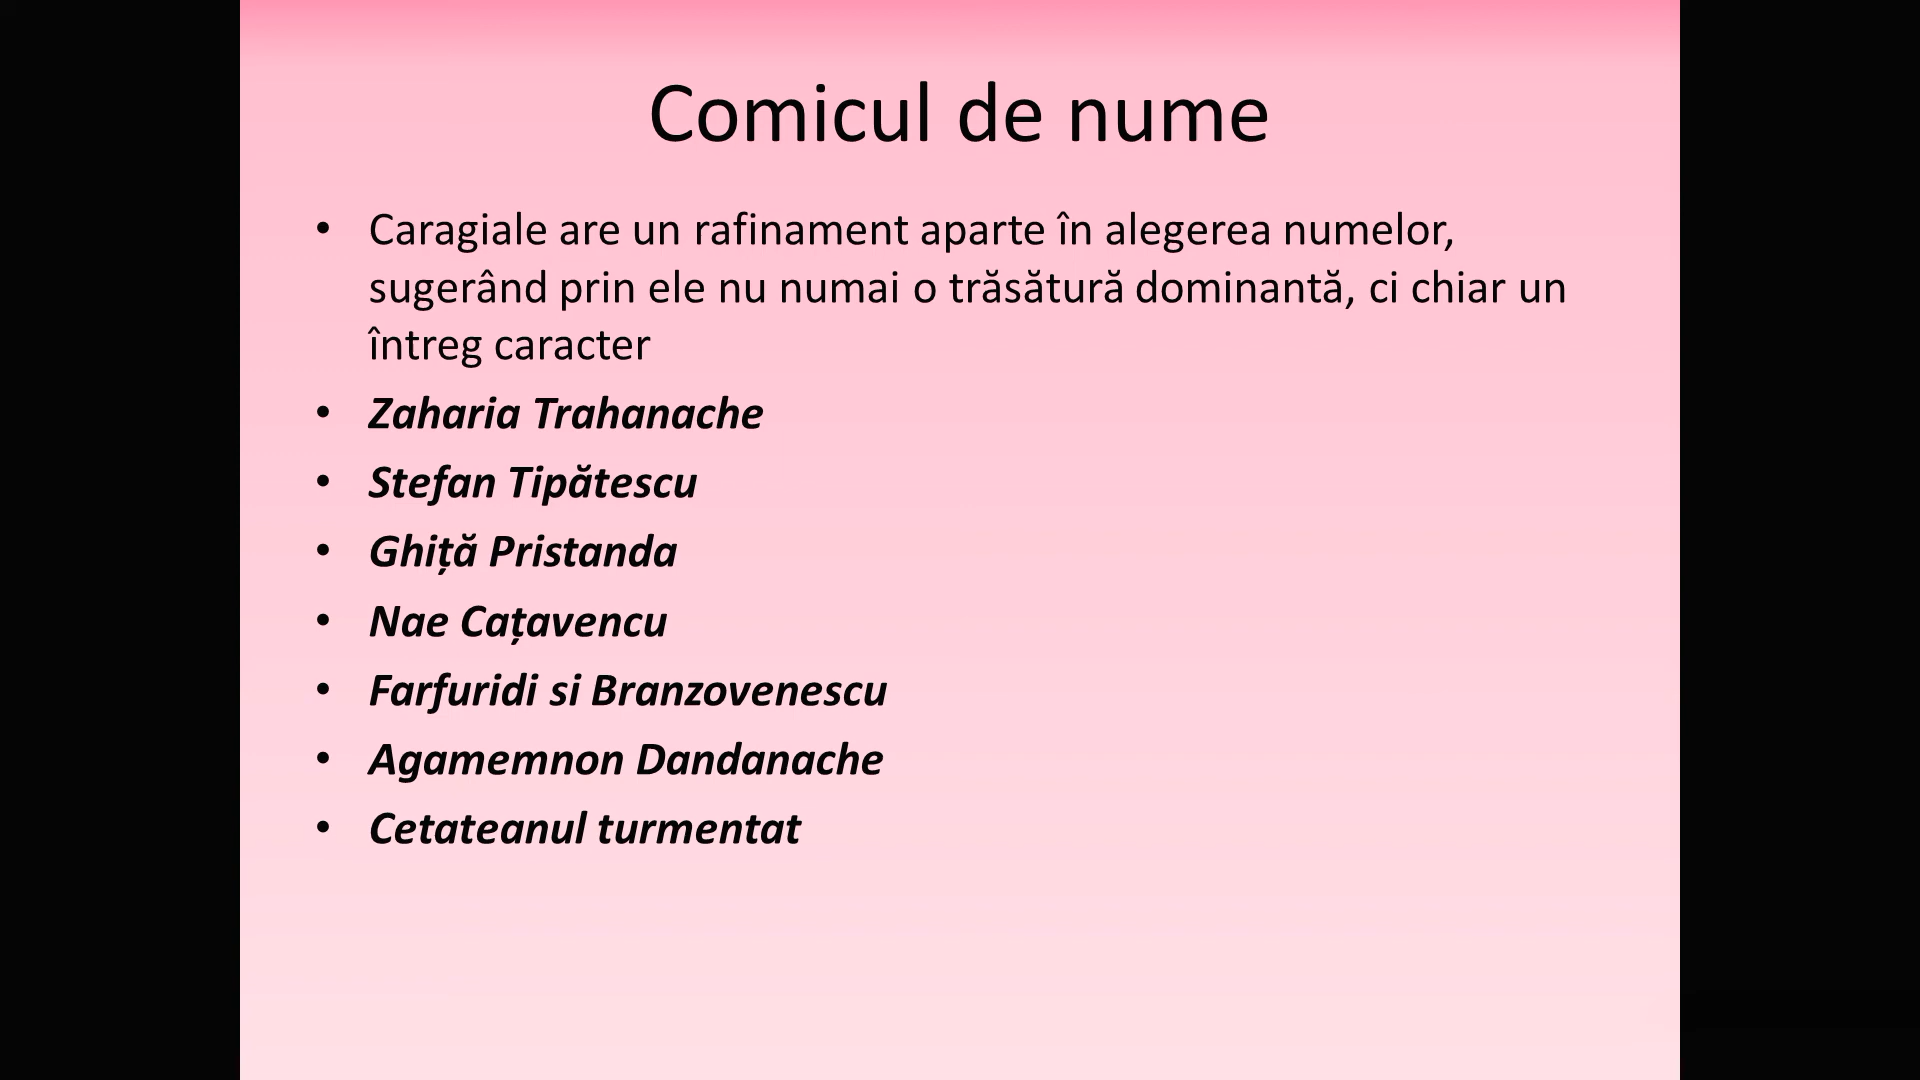 Comicul de nume
• Caragiale are un rafinament aparte în alegerea numelor,
sugerând prin ele nu numai o trăsătură dominantă, ci chiar un
întreg caracter
• Zaharia Trahanache
• Stefan Tipătescu
• Ghiță Pristanda
• Nae Cațavencu
• Farfuridi si Branzovenescu
• Agamemnon Dandanache
• Cetateanul turmentat